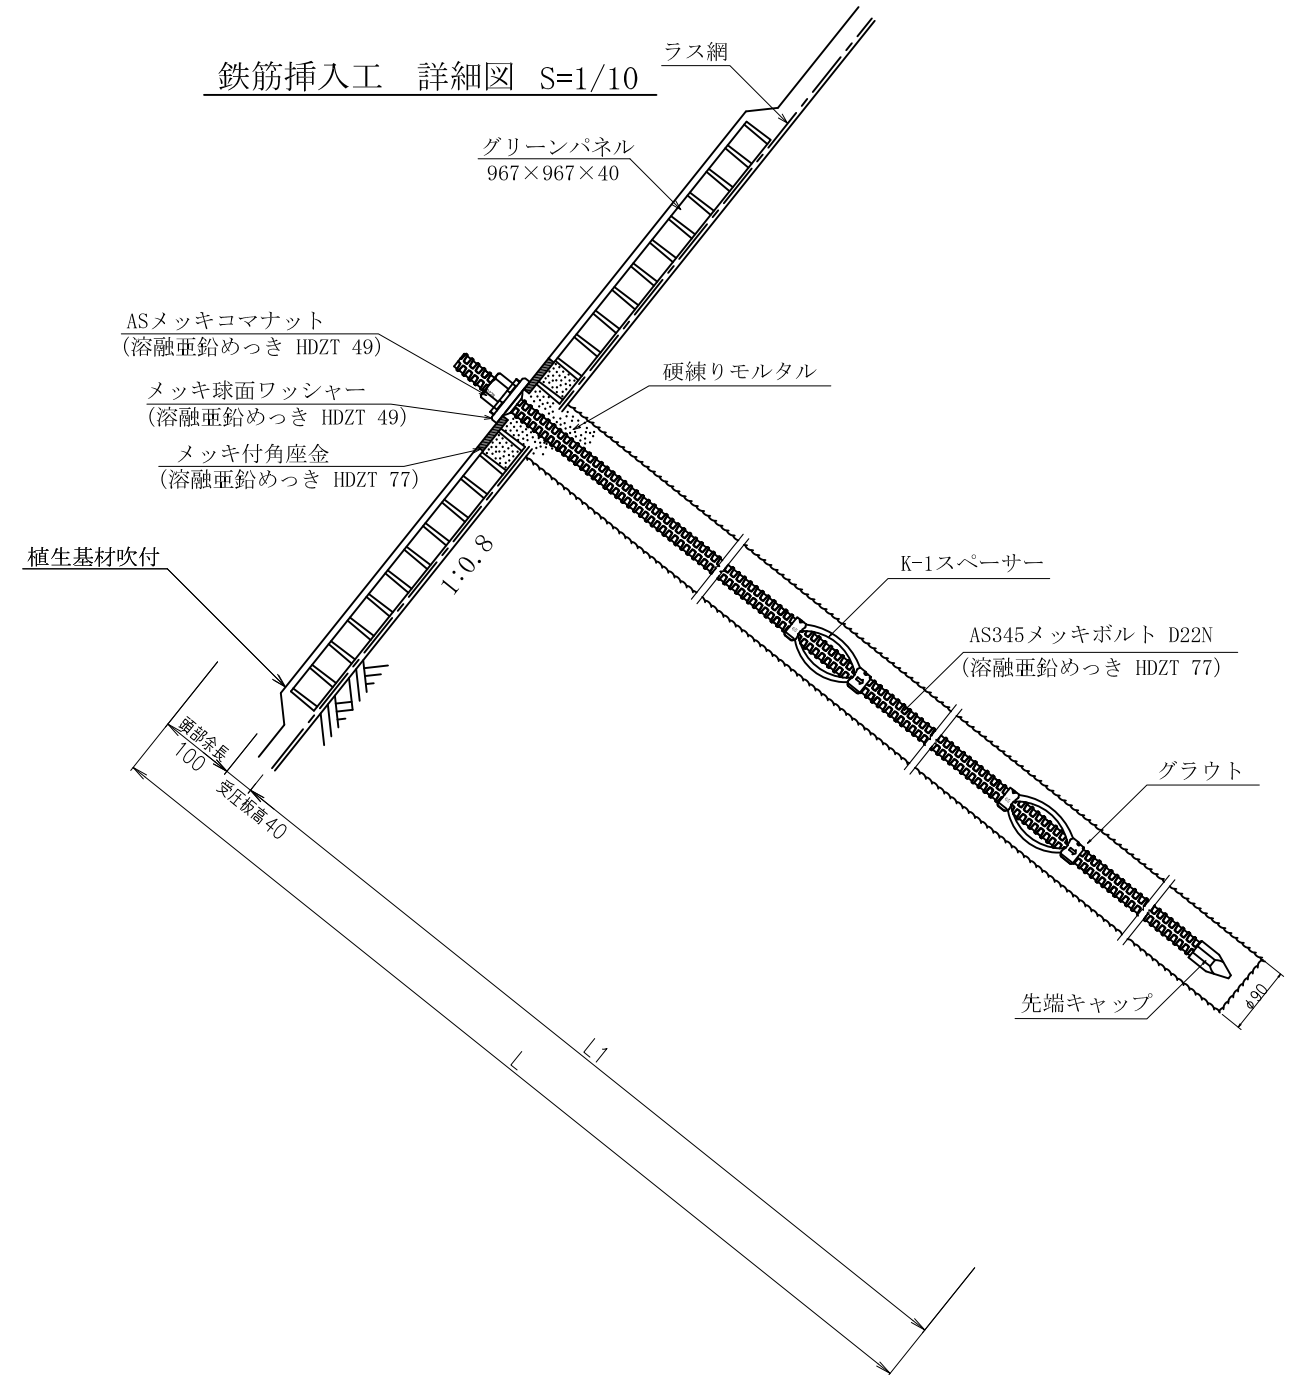 鉄筋挿入工　詳細図　S=1/10
ラス網
グリーンパネル
967×967×40
ASメッキコマナット
(溶融亜鉛めっき HDZT 49)
メッキ球面ワッシャー
(溶融亜鉛めっき HDZT 49)
メッキ付角座金
(溶融亜鉛めっき HDZT 77)
硬練りモルタル
植生基材吹付
1:0.8
K-1スペーサー
AS345メッキボルト D22N
(溶融亜鉛めっき HDZT 77)
グラウト
先端キャップ
φ90
頭部余長
100
受圧板高40
L1
L